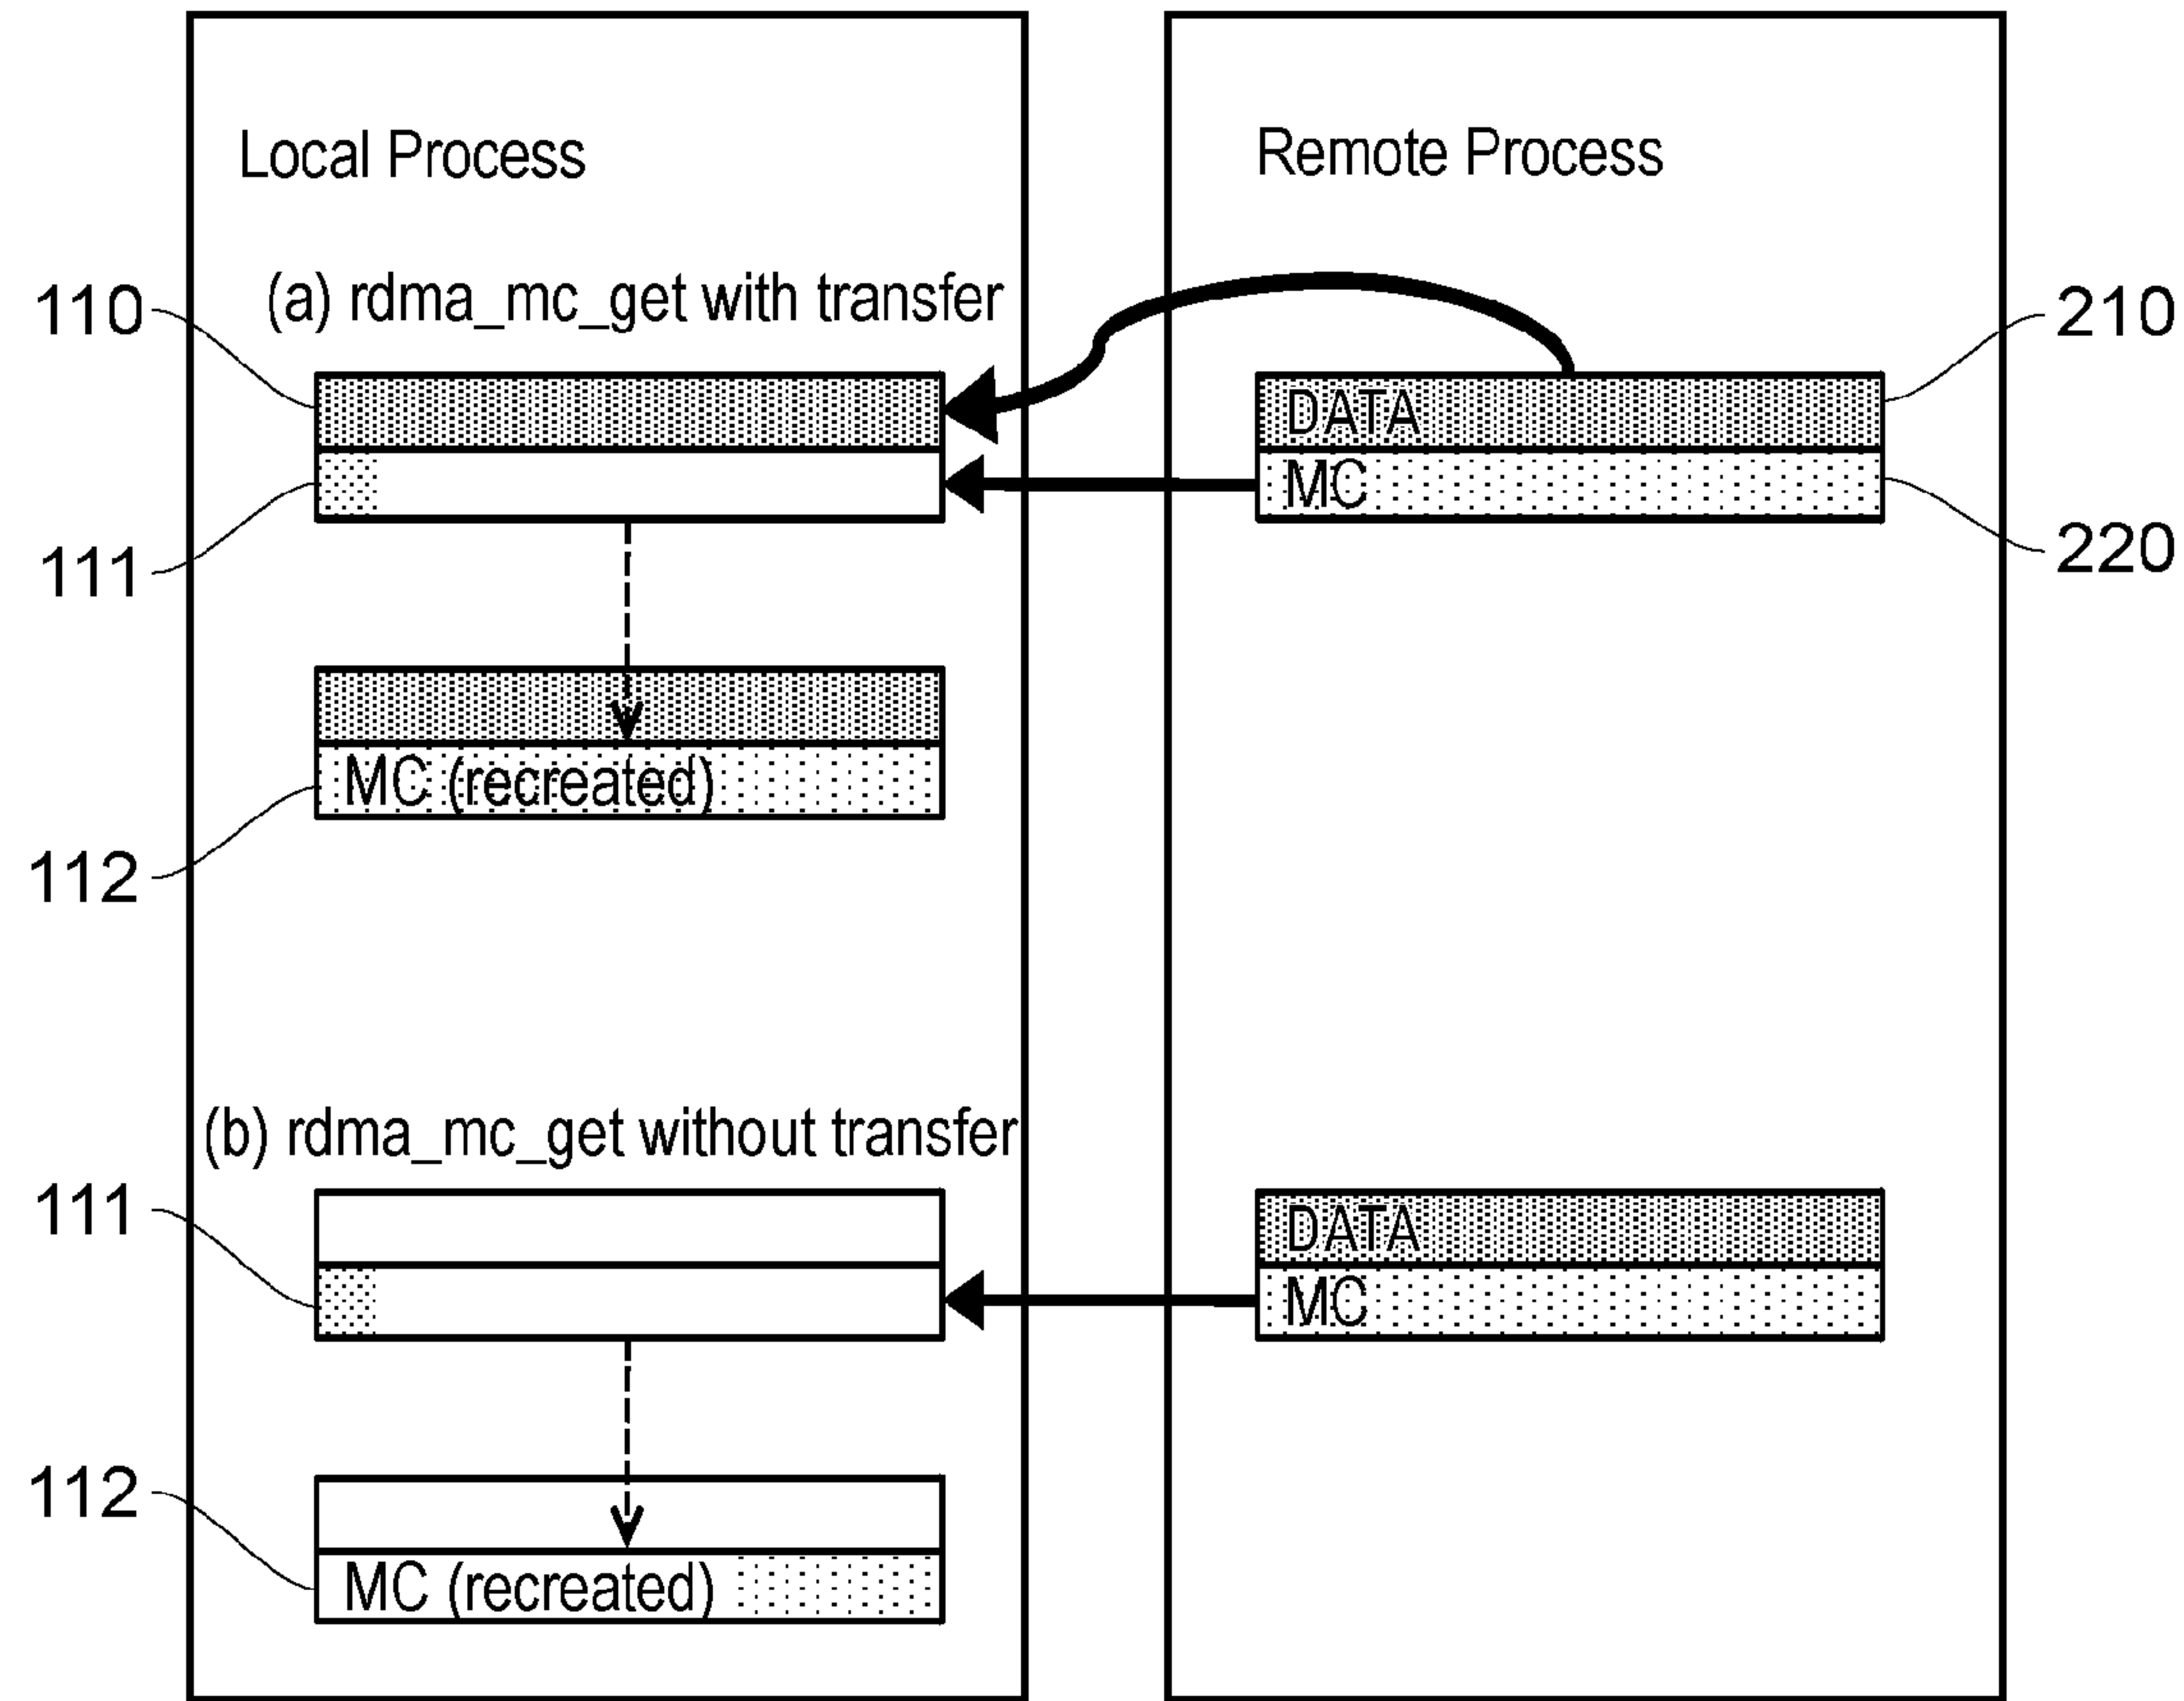 Local Process
Remote Process
(a) rdma_mc_get with transfer
110
210
DATA
MC
111
220
MC (recreated)
112
(b) rdma_mc_get without transfer
111
DATA
MC
112
MC (recreated)